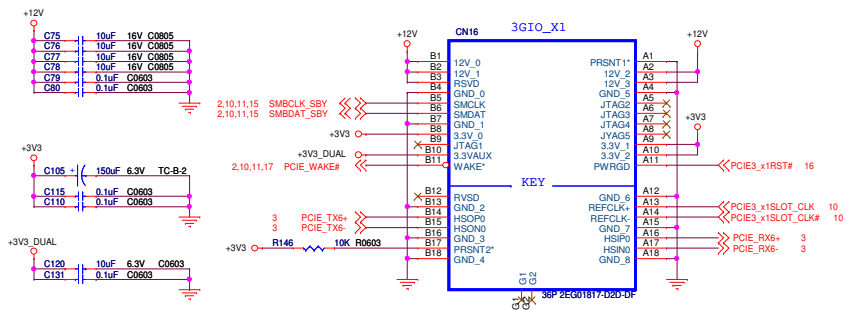 +12V
C75 10uF 16V C0805
C76 10uF 16V C0805
C77 10uF 16V C0805
C78 10uF 16V C0805
C79 0.1uF C0603
C80 0.1uF C0603
+3V3
C105 + 150uF 6.3V TC-B-2
C115 0.1uF C0603
C110 0.1uF C0603
+3V3_DUAL
C120 10uF 6.3V C0603
C131 0.1uF C0603
CN16 3GIO_X1
+12V
+12V
B1 12V_0 PRSNT1* A1
B2 12V_1 12V_2 A2
B3 RSVD 12V_3 A3
B4 GND_0 GND_5 A4
2,10,11,15 SMBCLK_SBY B5 SMCLK JTAG2 A5
2,10,11,15 SMBDAT_SBY B6 SMDAT JTAG3 A6
B7 GND_1 JTAG4 A7
+3V3 B8 3.3V_0 JYAG5 A8
+3V3
B9 JTAG1 3.3V_1 A9
+3V3_DUAL B10 3.3VAUX 3.3V_2 A10
2,10,11,17 PCIE_WAKE# B11 WAKE* PWRGD A11 PCIE3_x1RST# 16
KEY
B12 RVSD GND_6 A12
B13 GND_2 REFCLK+ A13 PCIE3_x1SLOT_CLK 10
3 PCIE_TX6+ B14 HSOP0 REFCLK- A14 PCIE3_x1SLOT_CLK# 10
3 PCIE_TX6- B15 HSON0 GND_7 A15
B16 GND_3 HSIP0 A16 PCIE_RX6+ 3
+3V3 R146 10K R0603 B17 PRSNT2* HSIN0 A17 PCIE_RX6- 3
B18 GND_4 GND_8 A18
G1 G2
G1 G2
36P 2EG01817-D2D-DF